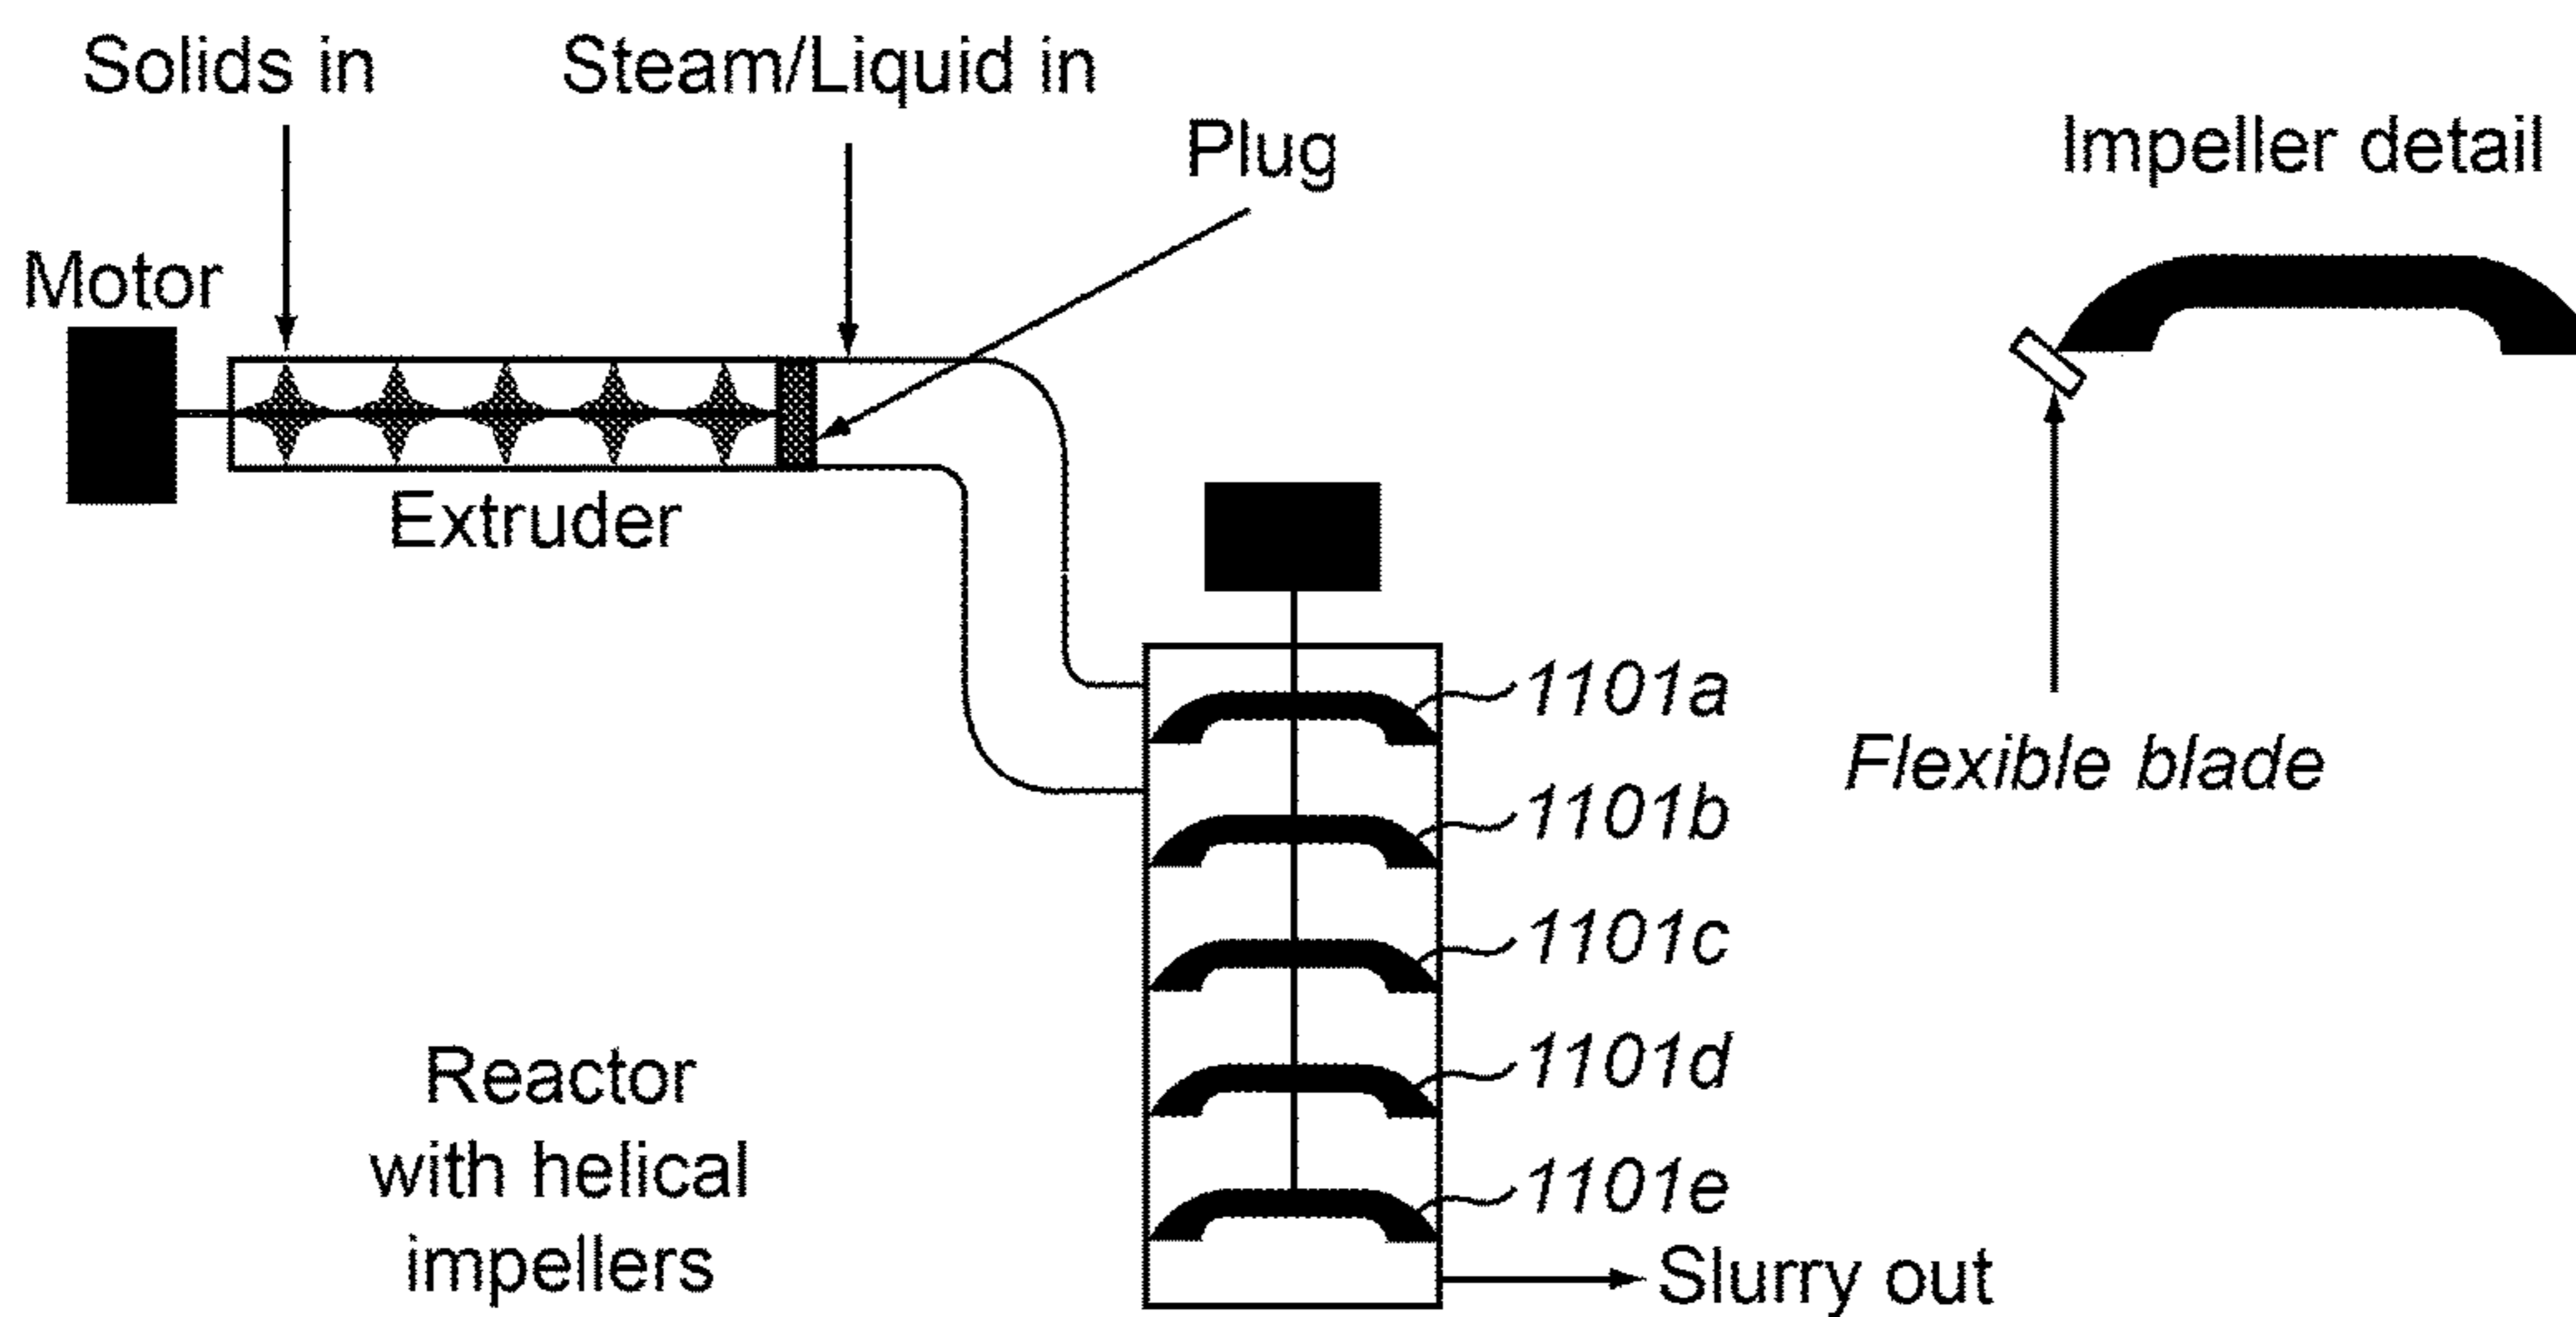 Solids in
Steam/Liquid in
Plug
Impeller detail
Motor
Extruder
1101a
Flexible blade
1101b
1101c
Reactor
with helical
impellers
1101d
1101e
Slurry out